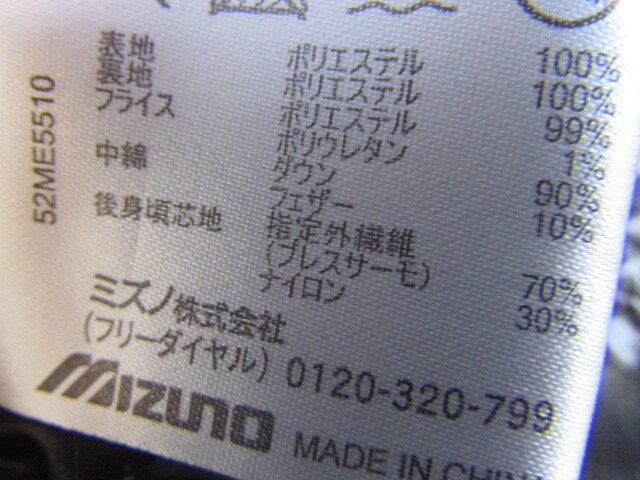 表地 ポリエステル 100%
裏地 ポリエステル 100%
フライス ポリエステル 99%
ポリウレタン 1%
中綿 ダウン 90%
フェザー 10%
後身頃芯地 指定外繊維
(ブレスサーモ) 70%
ナイロン 30%
ミズノ株式会社
(フリーダイヤル) 0120-320-799
MIZUNO
MADE IN CHINA
52ME5510